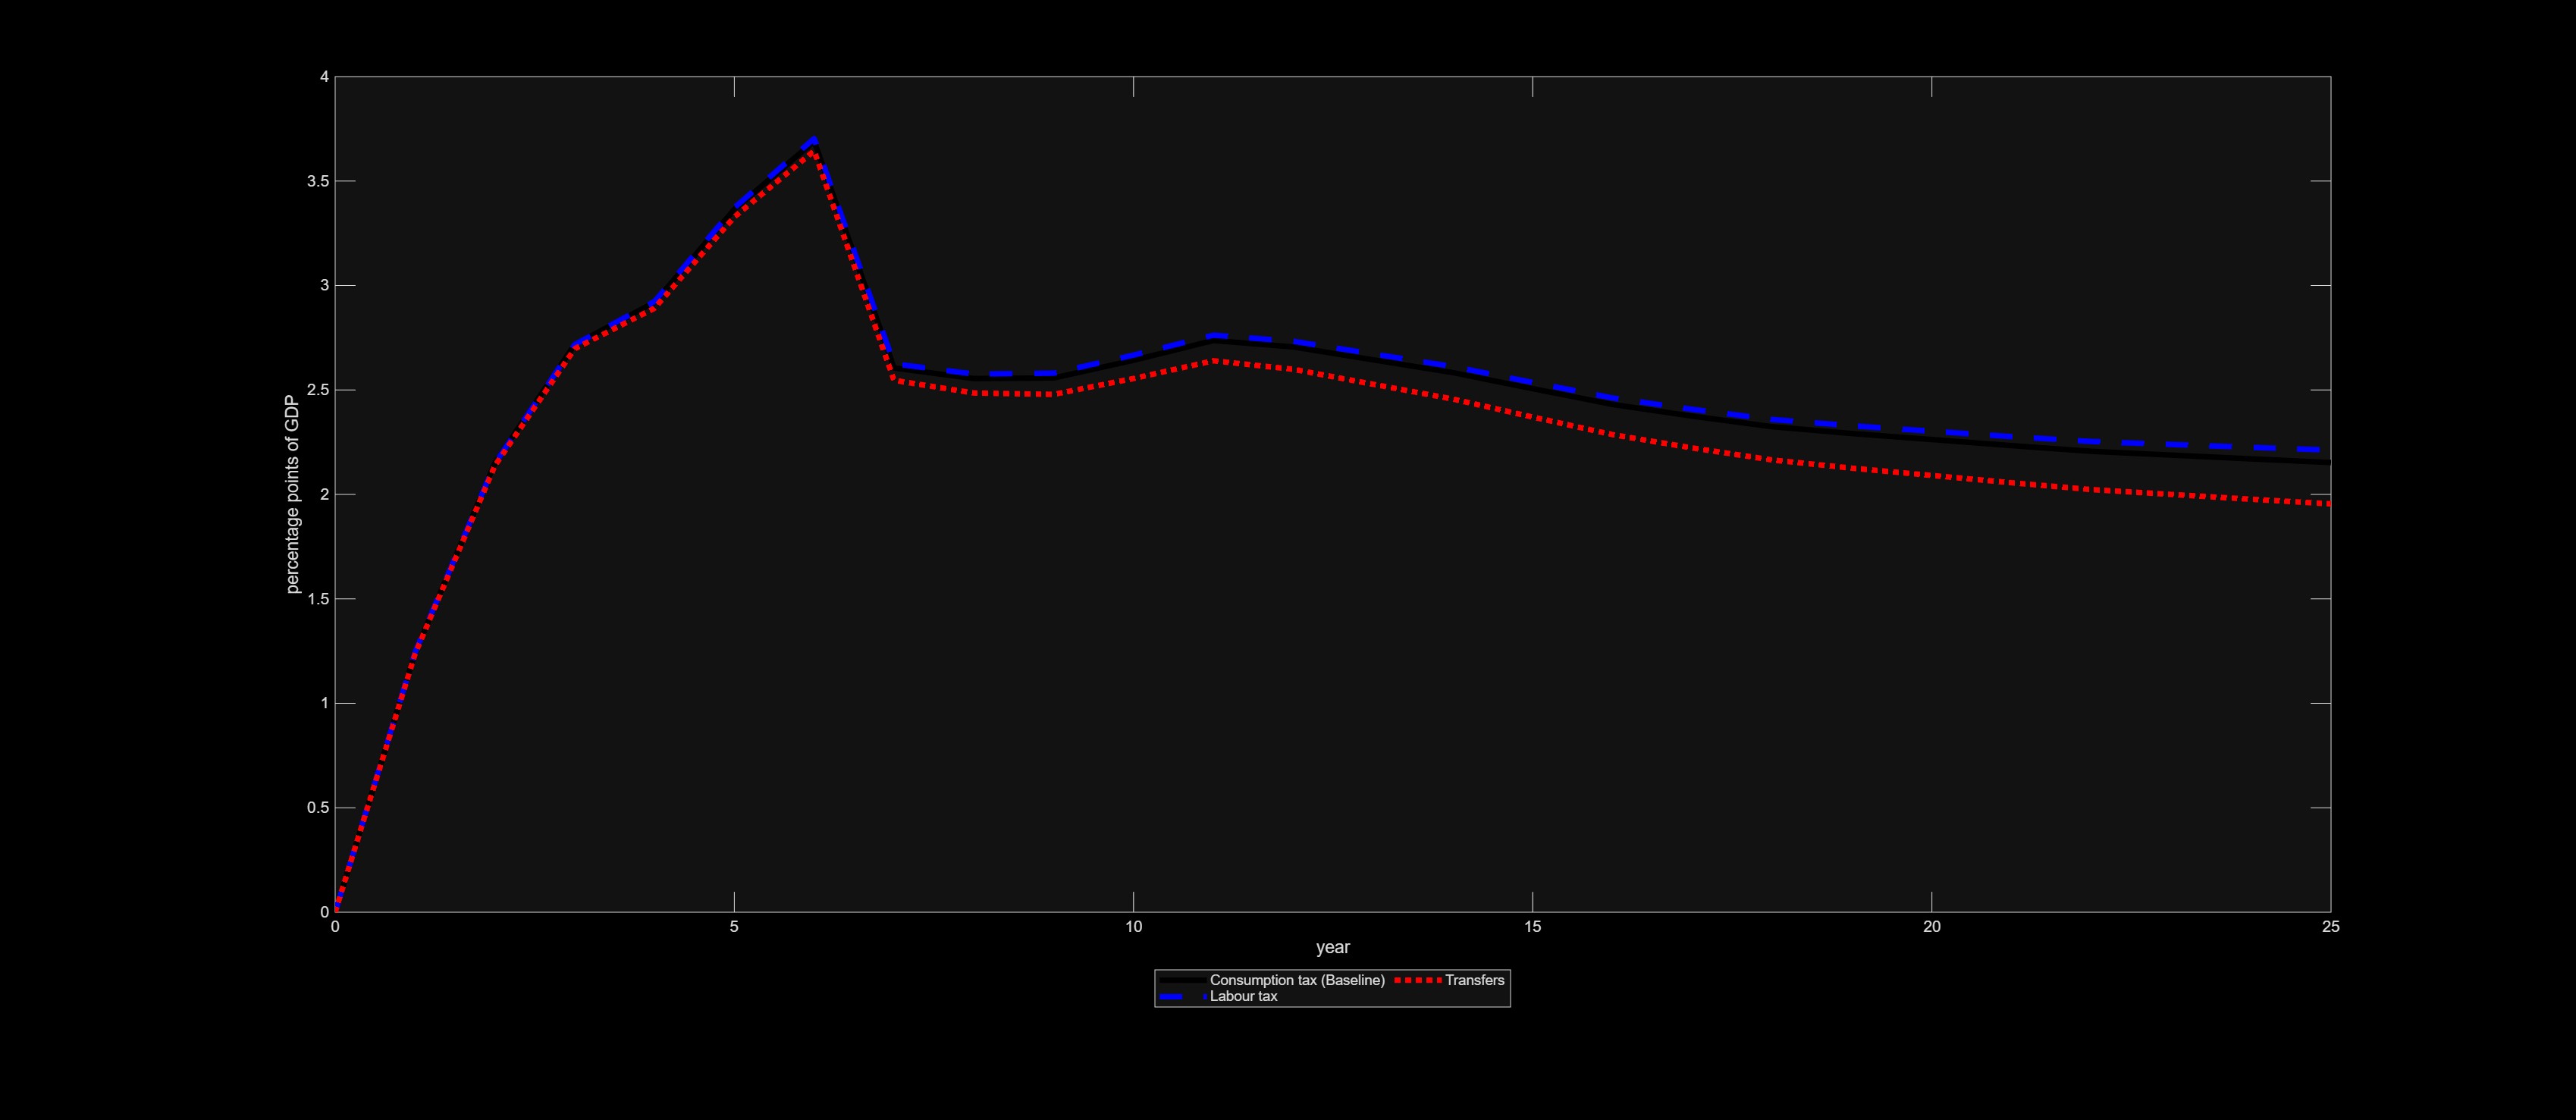 4
3.5
3
2.5
2
1.5
1
0.5
0
percentage points of GDP
0 5 10 15 20 25
year
Consumption tax (Baseline) Transfers
Labour tax